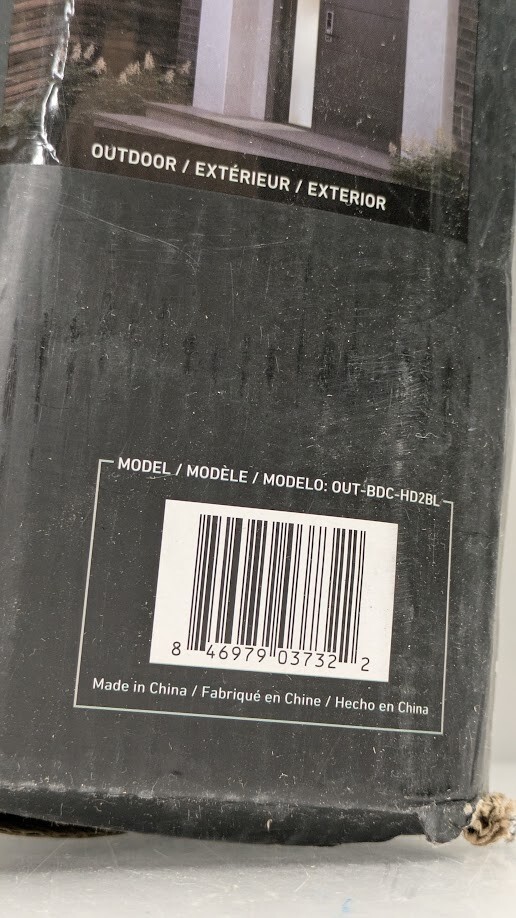 OUTDOOR / EXTÉRIEUR / EXTERIOR
MODEL / MODÈLE / MODELO: OUT-BDC-HD2BL
8 46979 03732 2
Made in China / Fabriqué en Chine / Hecho en China